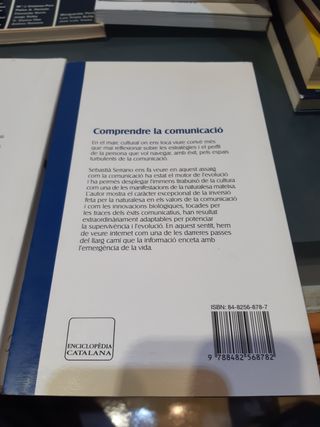 Comprendre la comunicació
En el marc cultural on ens toca viure convé més
que mai reflexionar sobre les estratègies i el perfil
de la persona que vol navegar, amb èxit, pels espais
turbulents de la comunicació.
Sebastià Serrano ens fa veure en aquest assaig
com la comunicació ha estat el motor de l'evolució
i ha permès desplegar l'immens trabauió de la cultura
com una de les manifestacions de la naturalesa mateixa.
L'autor mostra el caràcter excepcional de la inversió
feta per la naturalesa en els valors de la comunicació
i com les innovacions biològiques, tocades per
les traces dels èxits comunicatius, han resultat
extraordinàriament adaptables per potenciar
la supervivència i l'evolució. En aquest sentit, hem
de veure internet com una de les darreres passes
del llarg camí que la informació enceta amb
l'emergència de la vida.
ISBN: 84-8256-878-7
9 788482 568782
ENCICLOPÈDIA
CATALANA